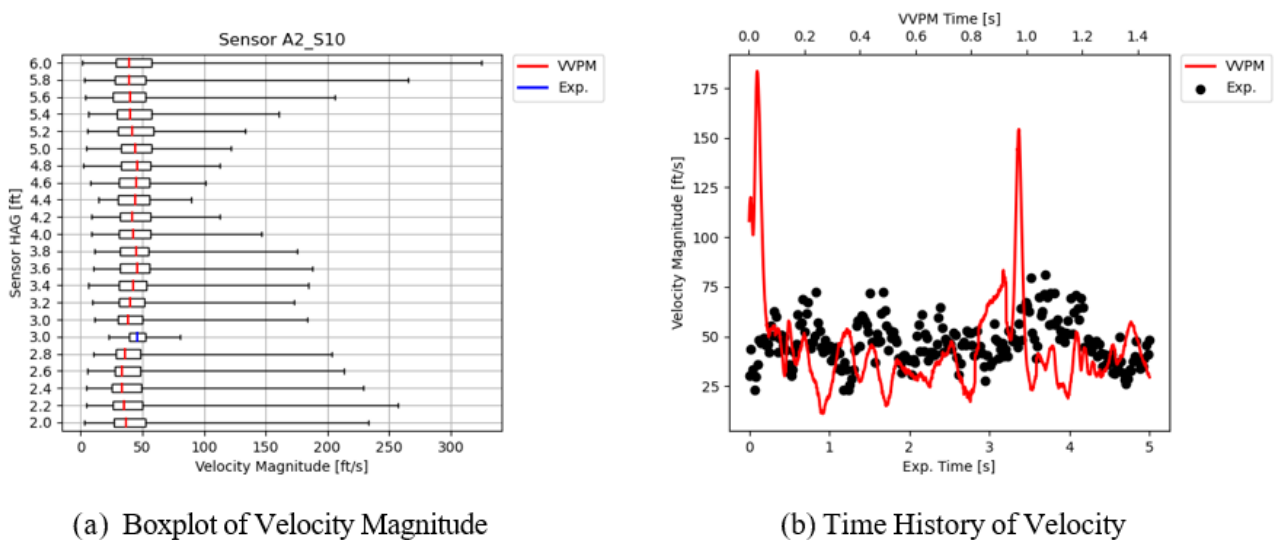 Sensor A2_S10
6.0
5.8
5.6
5.4
5.2
5.0
4.8
4.6
4.4
4.2
4.0
3.8
3.6
3.4
3.2
3.0
3.0
2.8
2.6
2.4
2.2
2.0
Sensor HAG [ft]
0 50 100 150 200 250 300
Velocity Magnitude [ft/s]
VVPM
Exp.
(a) Boxplot of Velocity Magnitude
VVPM Time [s]
0.0 0.2 0.4 0.6 0.8 1.0 1.2 1.4
175
150
125
100
75
50
25
Velocity Magnitude [ft/s]
0 1 2 3 4 5
Exp. Time [s]
VVPM
Exp.
(b) Time History of Velocity